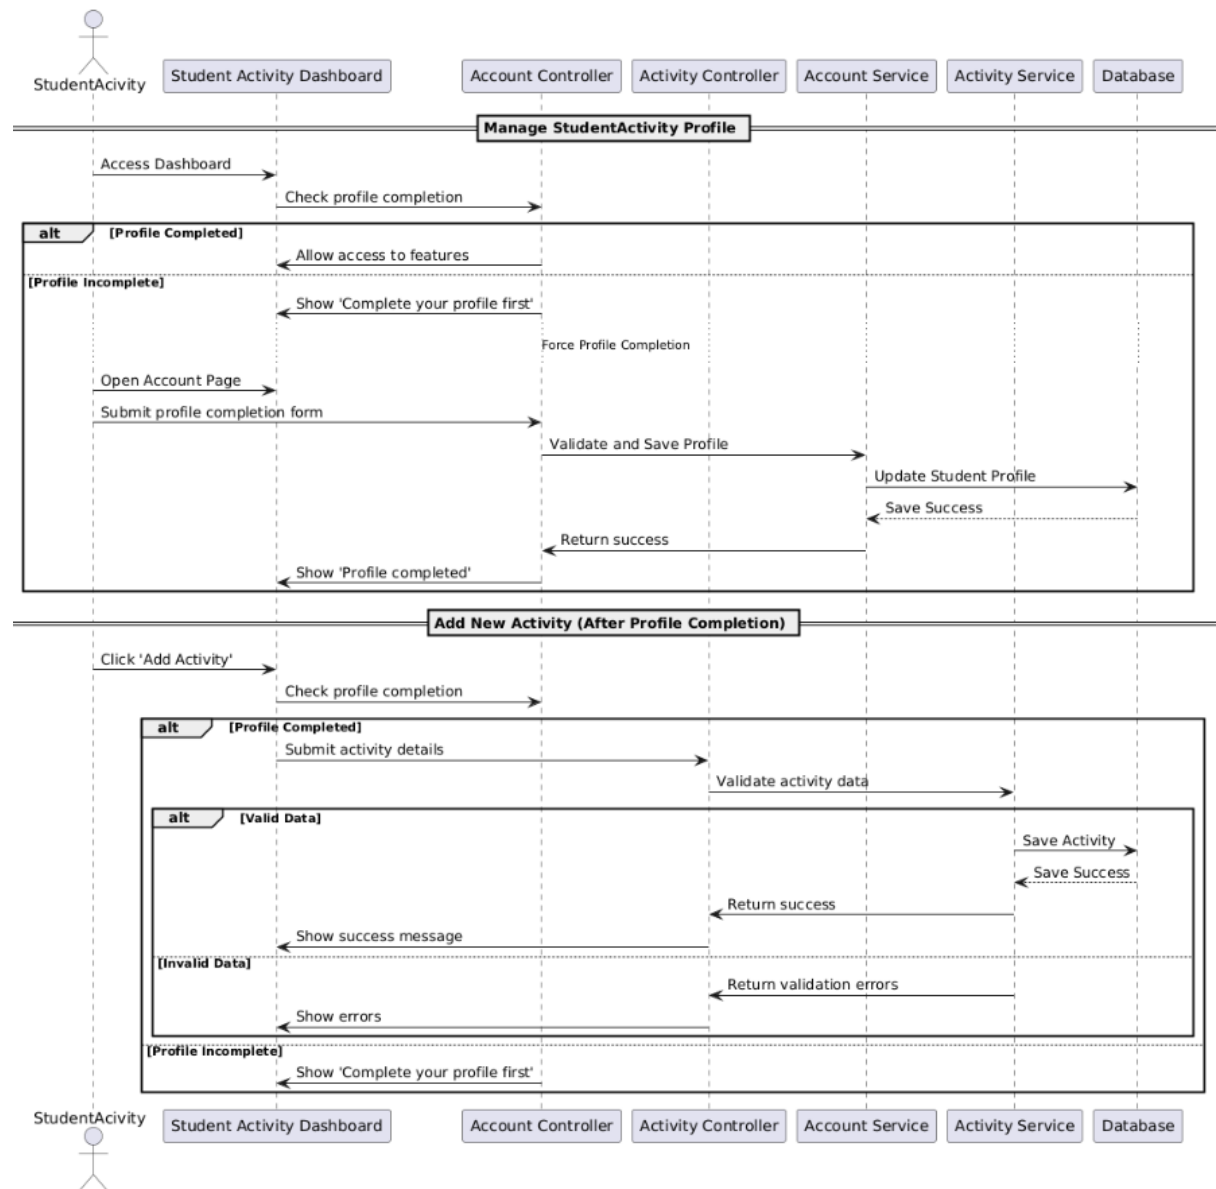 StudentAcivity
Student Activity Dashboard
Account Controller
Activity Controller
Account Service
Activity Service
Database
Manage StudentActivity Profile
Access Dashboard
Check profile completion
alt
[Profile Completed]
Allow access to features
[Profile Incomplete]
Show 'Complete your profile first'
Force Profile Completion
Open Account Page
Submit profile completion form
Validate and Save Profile
Update Student Profile
Save Success
Return success
Show 'Profile completed'
Add New Activity (After Profile Completion)
Click 'Add Activity'
Check profile completion
alt
[Profile Completed]
Submit activity details
Validate activity data
alt
[Valid Data]
Save Activity
Save Success
Return success
Show success message
[Invalid Data]
Return validation errors
Show errors
[Profile Incomplete]
Show 'Complete your profile first'
StudentAcivity
Student Activity Dashboard
Account Controller
Activity Controller
Account Service
Activity Service
Database